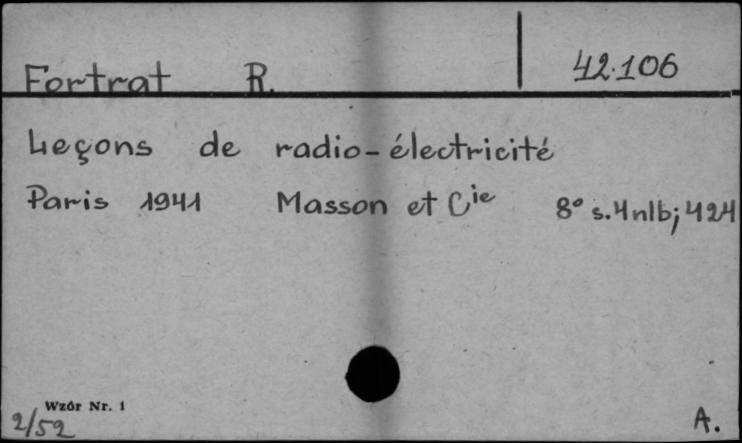 Fortrat R. 42.106
Leçons de radio-électricité
Paris 1941 Masson et Cie 8° s.4nlb; 424
Wzór Nr. 1
2/52 A.